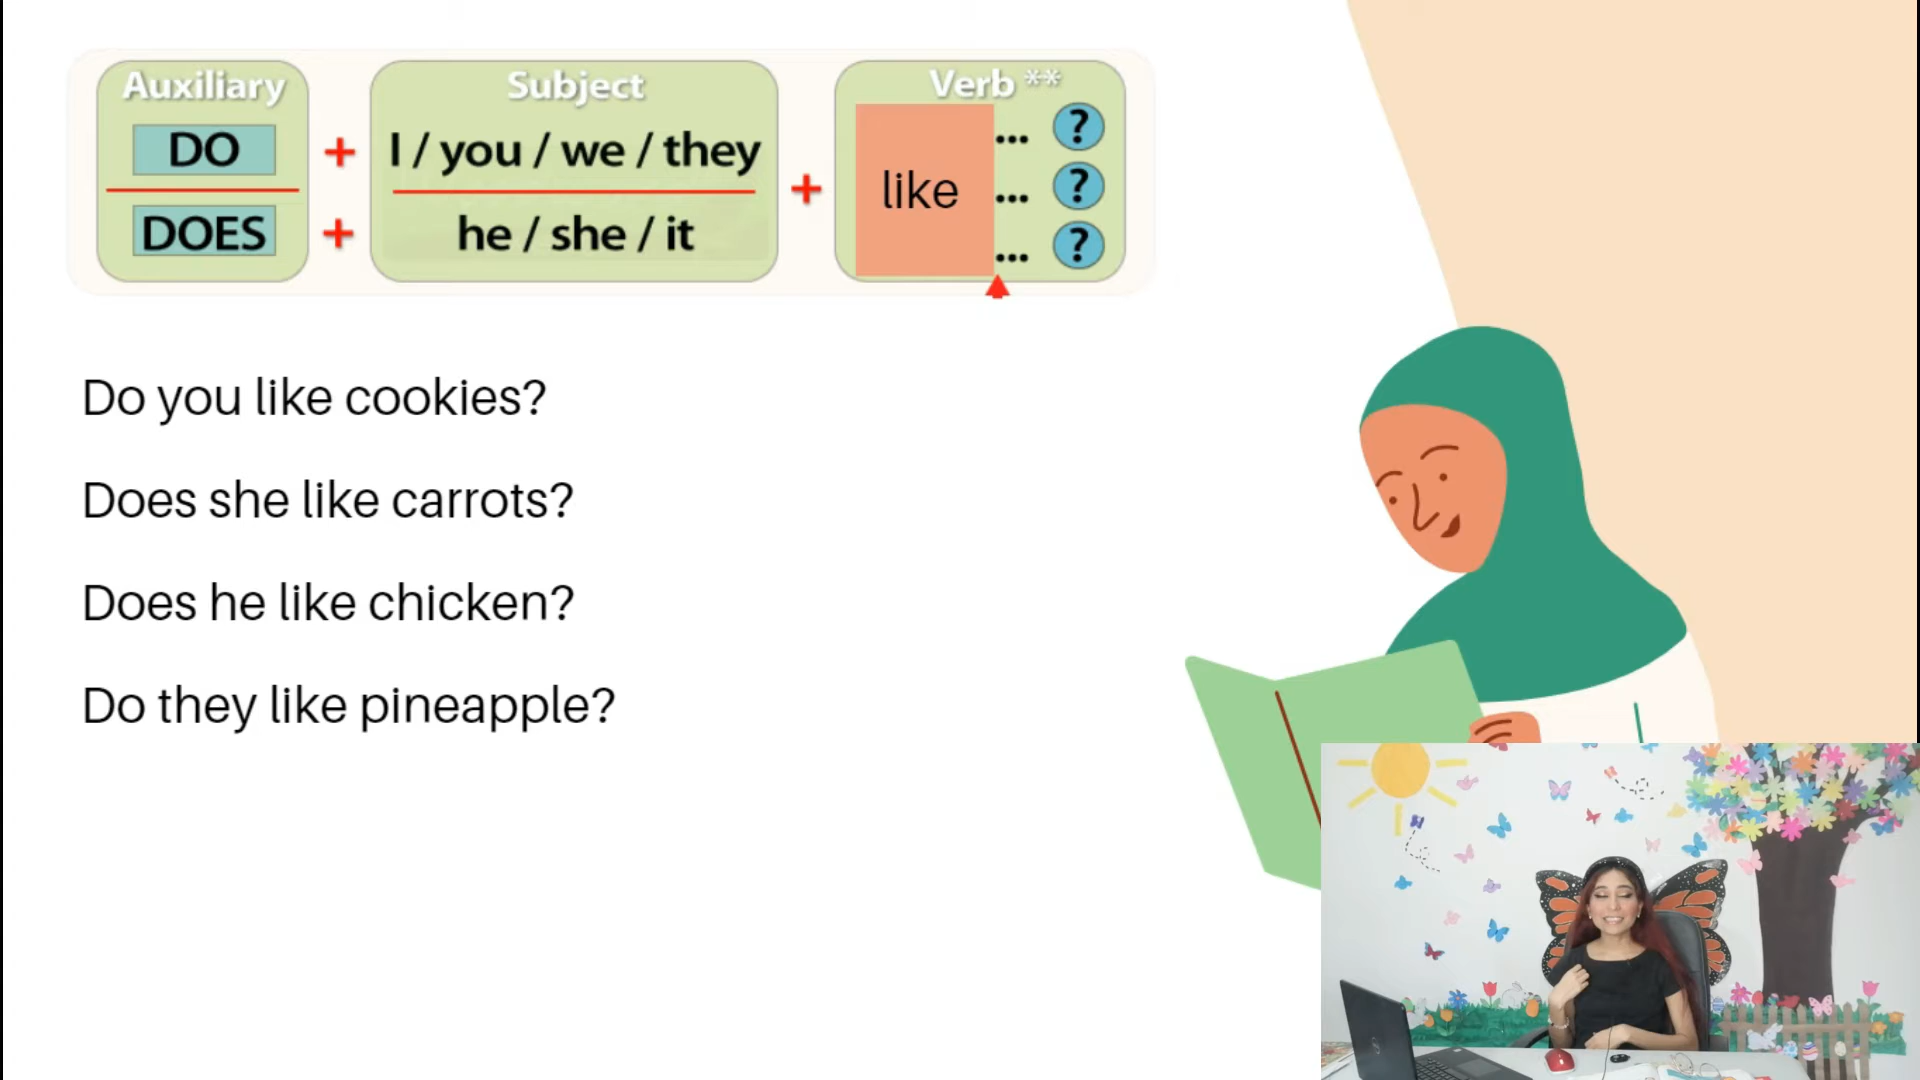 Auxiliary Subject Verb **
DO + I / you / we / they + like ... ?
... ?
DOES + he / she / it ... ?
Do you like cookies?
Does she like carrots?
Does he like chicken?
Do they like pineapple?